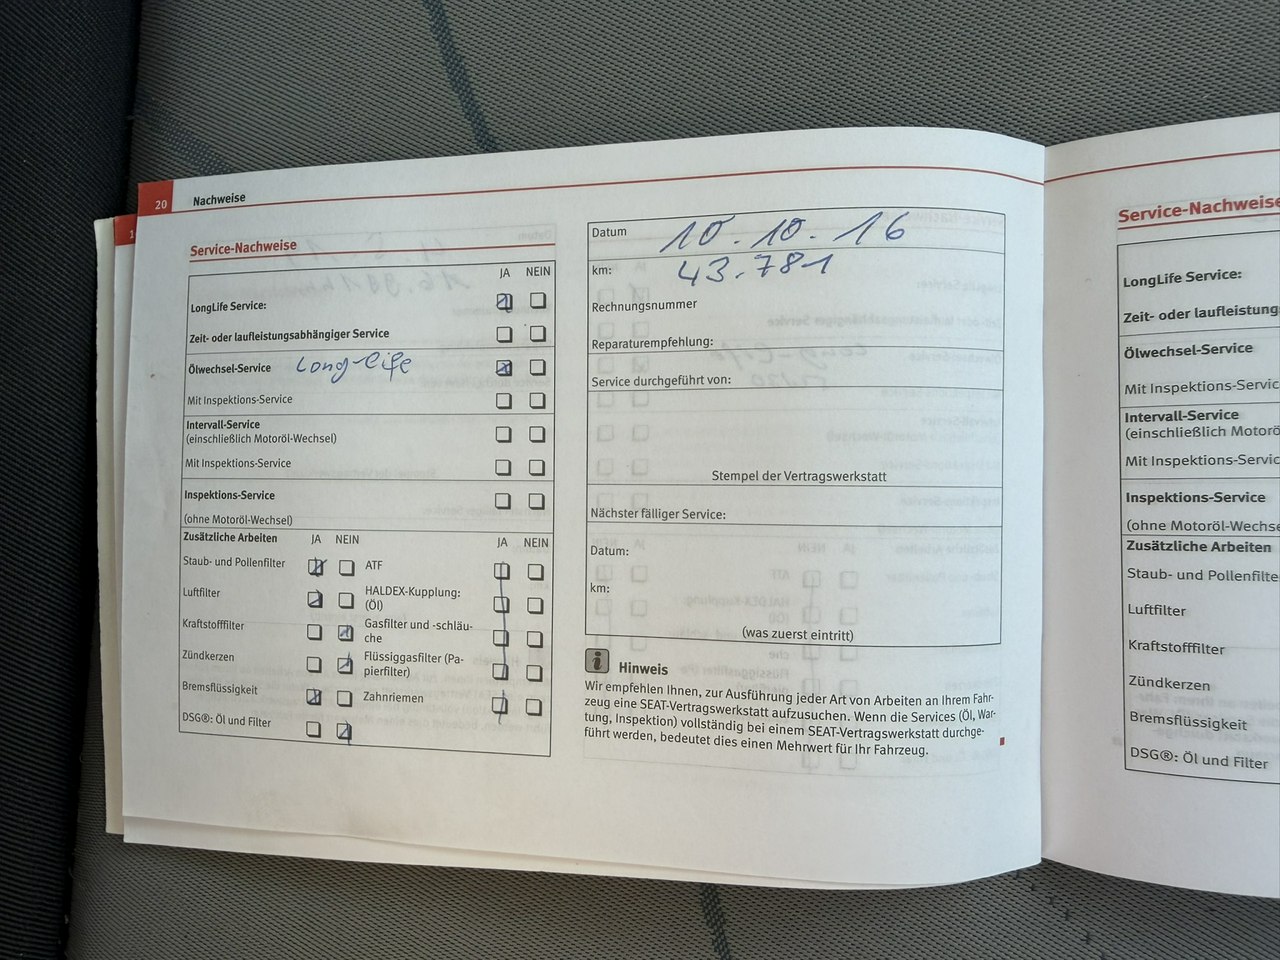 20 Nachweise
Service-Nachweise
JA NEIN
LongLife Service:
Zeit- oder laufleistungsabhängiger Service
Ölwechsel-Service Long-life
Mit Inspektions-Service
Intervall-Service
(einschließlich Motoröl-Wechsel)
Mit Inspektions-Service
Inspektions-Service
(ohne Motoröl-Wechsel)
Zusätzliche Arbeiten JA NEIN JA NEIN
Staub- und Pollenfilter ATF
Luftfilter HALDEX-Kupplung:
(Öl)
Kraftstofffilter Gasfilter und -schläu-
che
Zündkerzen Flüssiggasfilter (Pa-
pierfilter)
Bremsflüssigkeit Zahnriemen
DSG®: Öl und Filter
Datum 10.10.16
km: 43.781
Rechnungsnummer
Reparaturempfehlung:
Service durchgeführt von:
Stempel der Vertragswerkstatt
Nächster fälliger Service:
Datum:
km:
(was zuerst eintritt)
i Hinweis
Wir empfehlen Ihnen, zur Ausführung jeder Art von Arbeiten an Ihrem Fahr-
zeug eine SEAT-Vertragswerkstatt aufzusuchen. Wenn die Services (Öl, War-
tung, Inspektion) vollständig bei einem SEAT-Vertragswerkstatt durchge-
führt werden, bedeutet dies einen Mehrwert für Ihr Fahrzeug.
Service-Nachweise
LongLife Service:
Zeit- oder laufleistung
Ölwechsel-Service
Mit Inspektions-Servic
Intervall-Service
(einschließlich Motorö
Mit Inspektions-Servic
Inspektions-Service
(ohne Motoröl-Wechse
Zusätzliche Arbeiten
Staub- und Pollenfilte
Luftfilter
Kraftstofffilter
Zündkerzen
Bremsflüssigkeit
DSG®: Öl und Filter